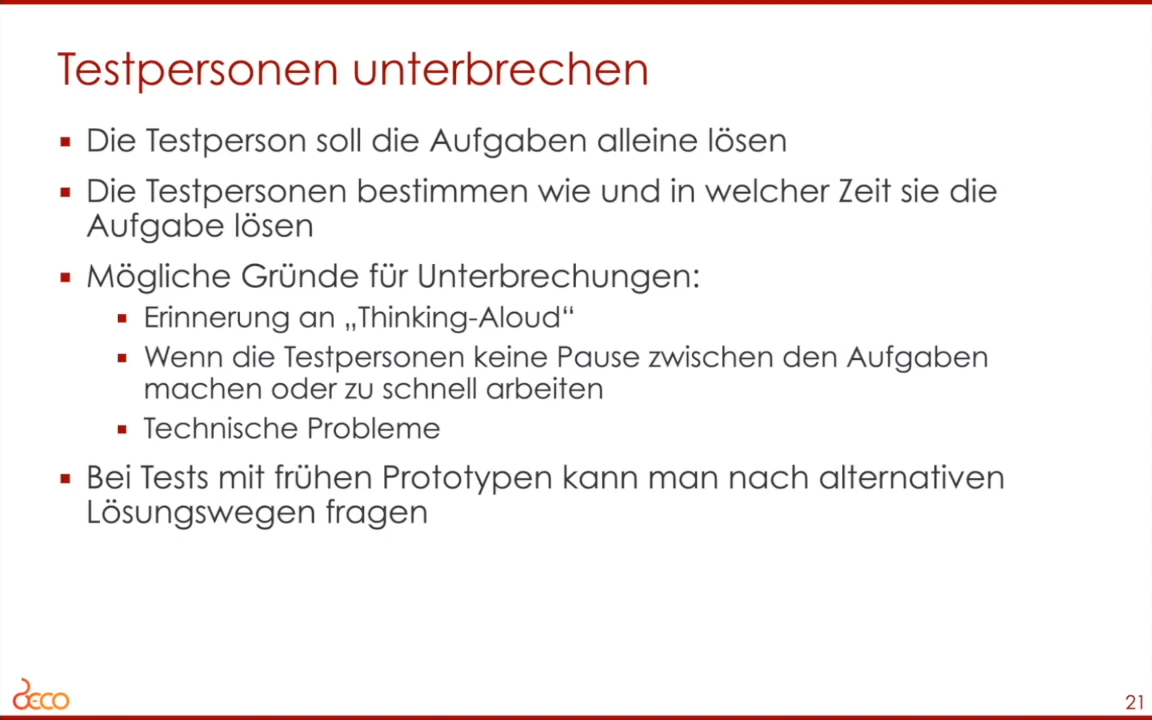 Testpersonen unterbrechen
Die Testperson soll die Aufgaben alleine lösen
Die Testpersonen bestimmen wie und in welcher Zeit sie die
Aufgabe lösen
Mögliche Gründe für Unterbrechungen:
Erinnerung an „Thinking-Aloud“
Wenn die Testpersonen keine Pause zwischen den Aufgaben
machen oder zu schnell arbeiten
Technische Probleme
Bei Tests mit frühen Prototypen kann man nach alternativen
Lösungswegen fragen
21